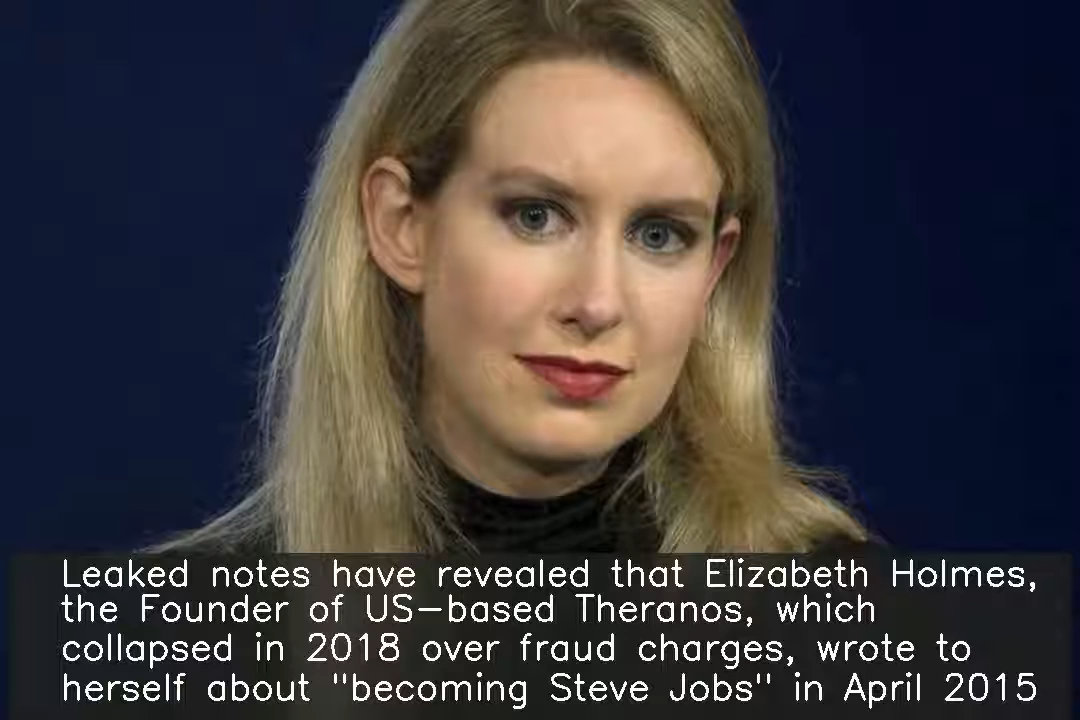 Leaked notes have revealed that Elizabeth Holmes,
the Founder of US-based Theranos, which
collapsed in 2018 over fraud charges, wrote to
herself about "becoming Steve Jobs" in April 2015